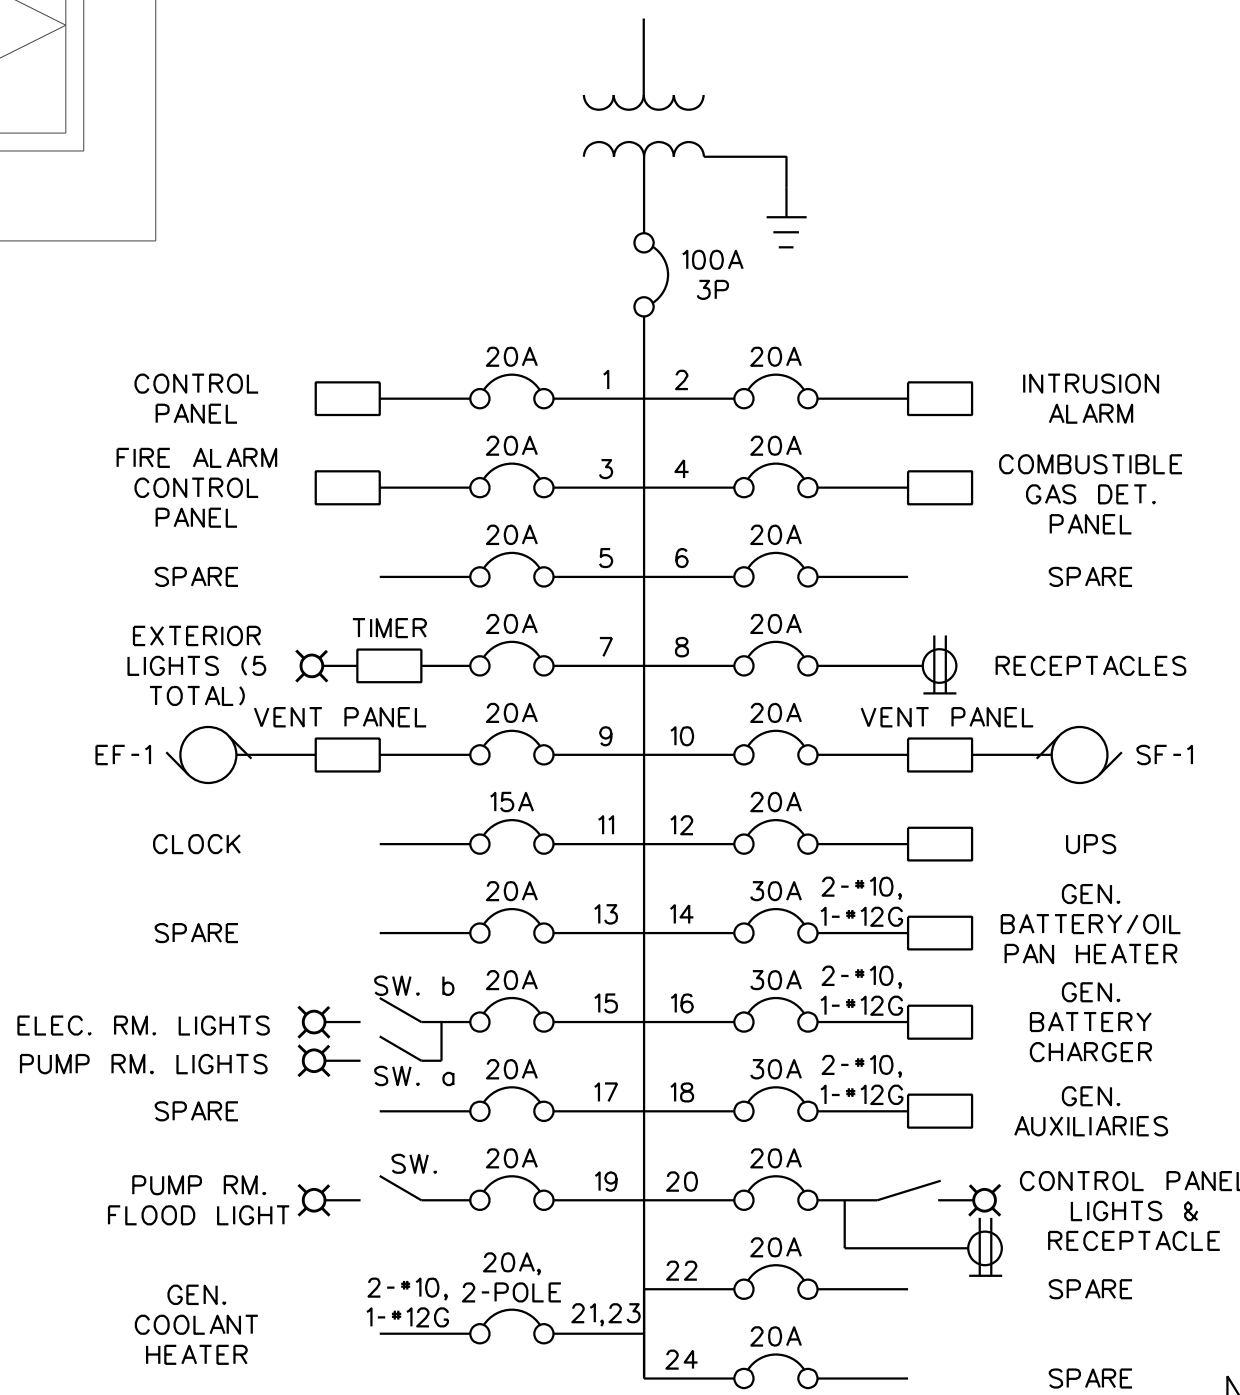 100A
3P
CONTROL
PANEL
20A
1
2
20A
INTRUSION
ALARM
FIRE ALARM
CONTROL
PANEL
20A
3
4
20A
COMBUSTIBLE
GAS DET.
PANEL
SPARE
20A
5
6
20A
SPARE
EXTERIOR
LIGHTS (5
TOTAL)
TIMER
20A
7
8
20A
RECEPTACLES
EF-1
VENT PANEL
20A
9
10
20A
VENT PANEL
SF-1
CLOCK
15A
11
12
20A
UPS
SPARE
20A
13
14
30A
2-#10,
1-#12G
GEN.
BATTERY/OIL
PAN HEATER
ELEC. RM. LIGHTS
PUMP RM. LIGHTS
SW. b
SW. a
20A
15
16
30A
2-#10,
1-#12G
GEN.
BATTERY
CHARGER
SPARE
20A
17
18
30A
2-#10,
1-#12G
GEN.
AUXILIARIES
PUMP RM.
FLOOD LIGHT
SW.
20A
19
20
20A
CONTROL PANEL
LIGHTS &
RECEPTACLE
GEN.
COOLANT
HEATER
2-#10,
1-#12G
20A,
2-POLE
21,23
22
20A
SPARE
24
20A
SPARE